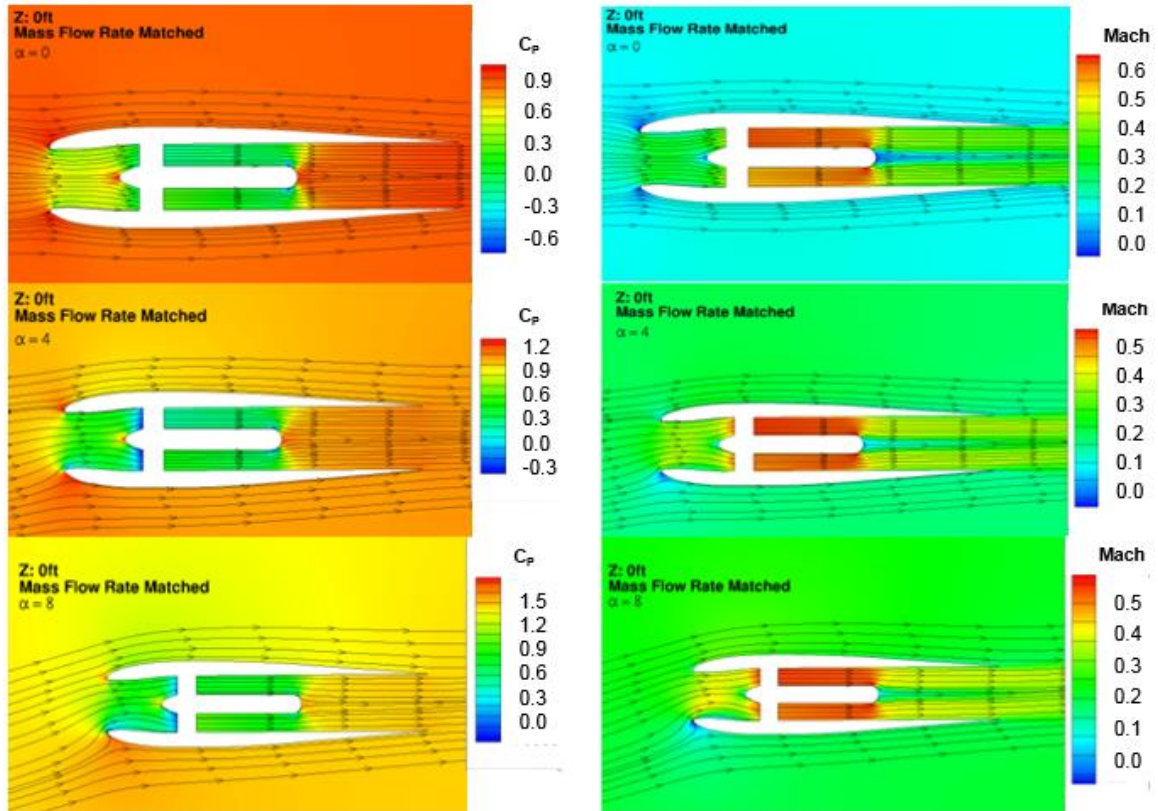 Z: 0ft
Mass Flow Rate Matched
α = 0
CP
0.9
0.6
0.3
0.0
-0.3
-0.6
Z: 0ft
Mass Flow Rate Matched
α = 0
Mach
0.6
0.5
0.4
0.3
0.2
0.1
0.0
Z: 0ft
Mass Flow Rate Matched
α = 4
CP
1.2
0.9
0.6
0.3
0.0
-0.3
Z: 0ft
Mass Flow Rate Matched
α = 4
Mach
0.5
0.4
0.3
0.2
0.1
0.0
Z: 0ft
Mass Flow Rate Matched
α = 8
CP
1.5
1.2
0.9
0.6
0.3
0.0
Z: 0ft
Mass Flow Rate Matched
α = 8
Mach
0.5
0.4
0.3
0.2
0.1
0.0